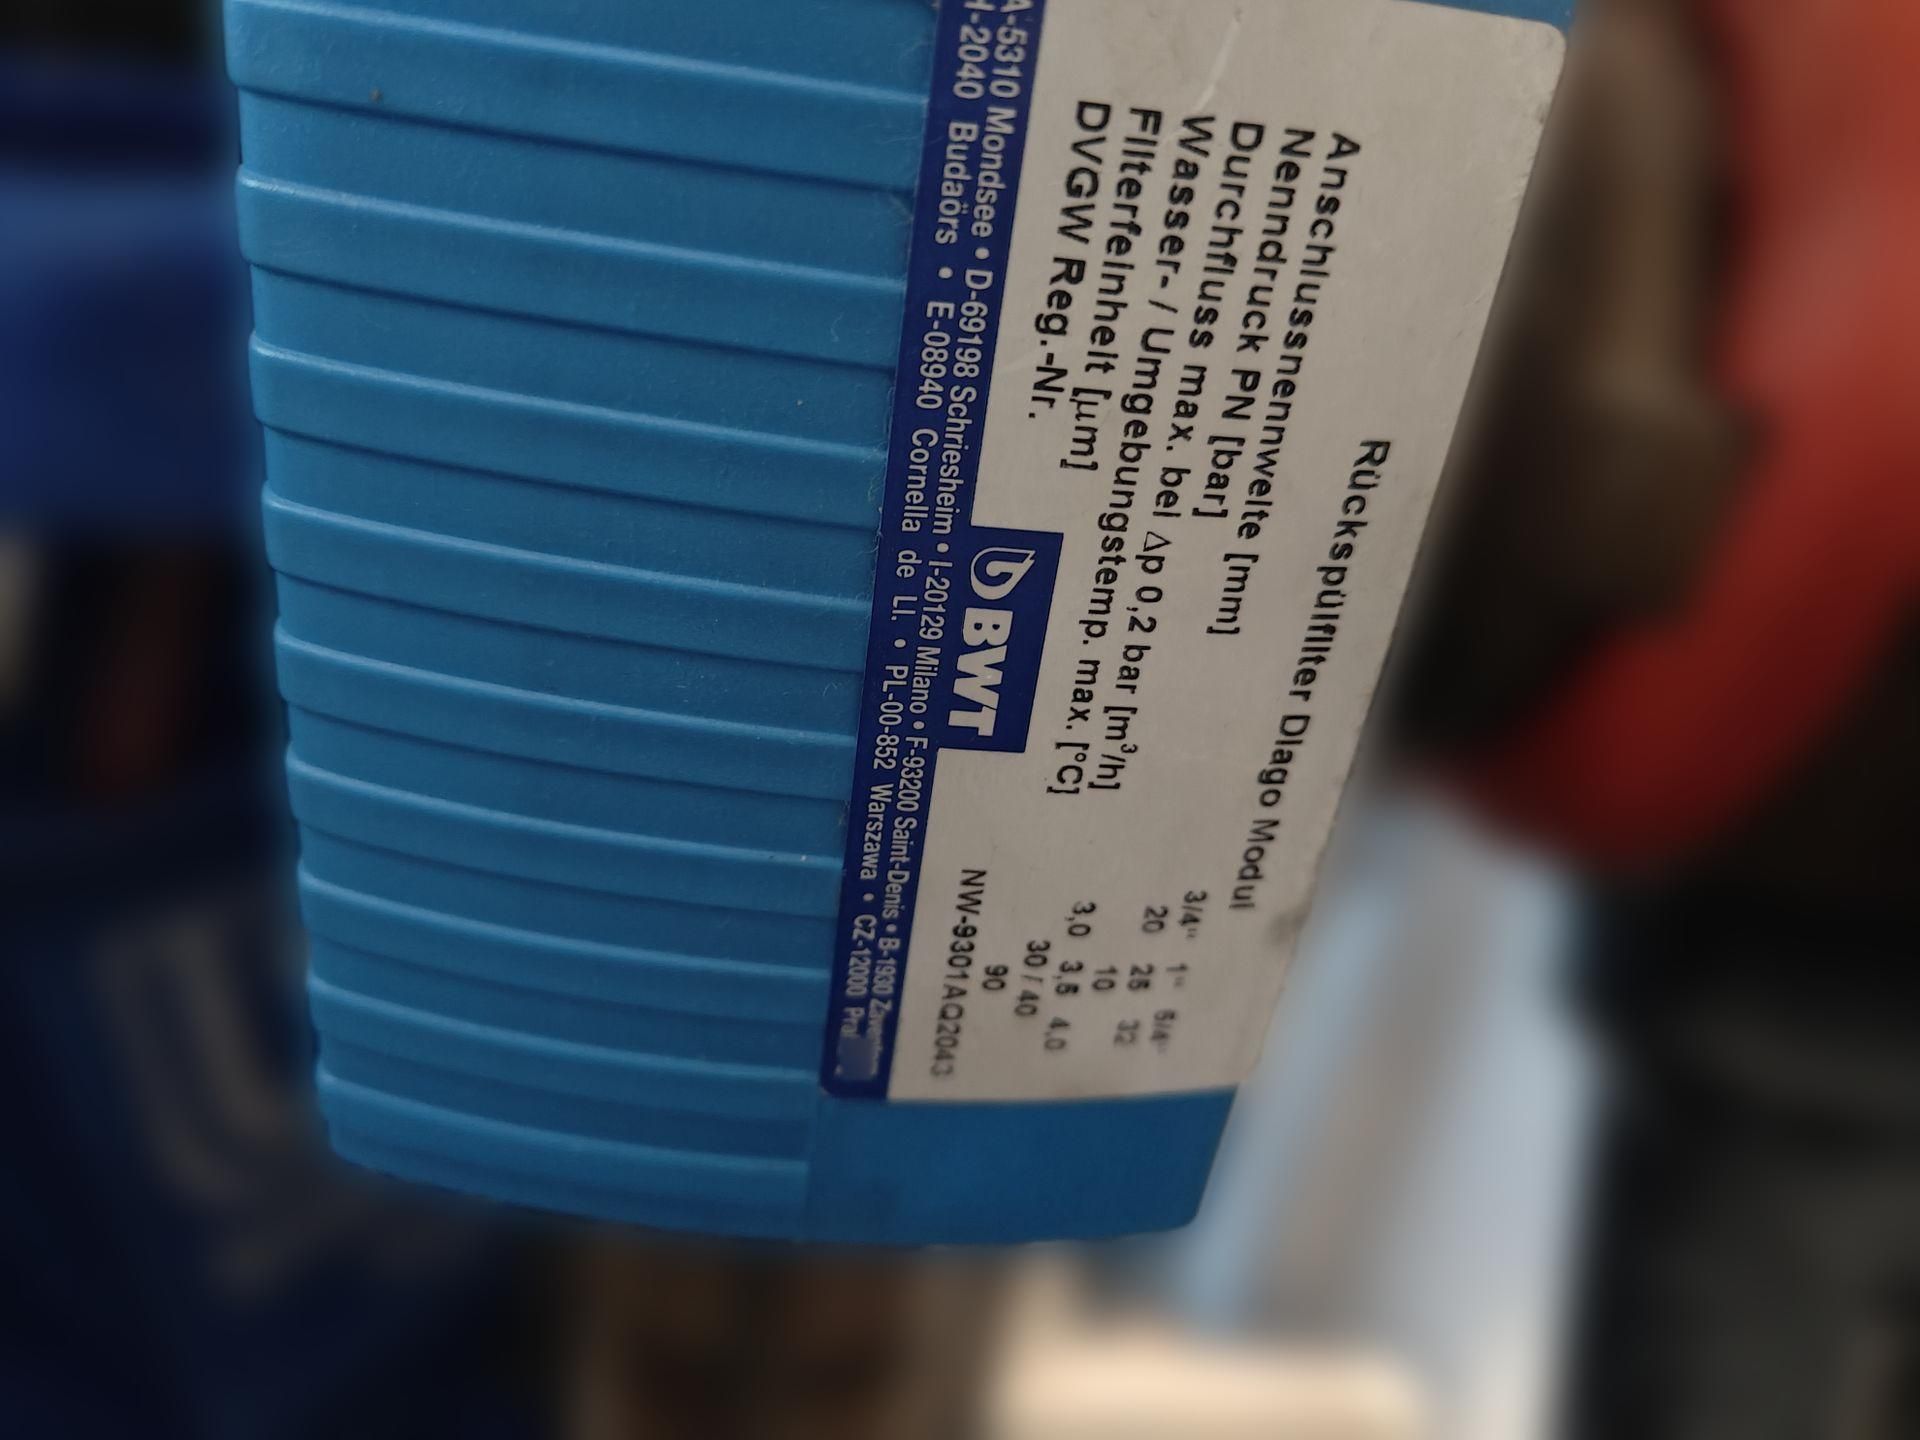 Rückspülfilter Diago Modul
Anschlussnennweite [mm] 3/4" 1" 5/4"
Nenndruck PN [bar] 20 25 32
Durchfluss max. bei Δp 0,2 bar [m³/h] 10
Wasser- / Umgebungstemp. max. [°C] 3,0 3,5 4,0
Filterfeinheit [µm] 30 / 40
DVGW Reg.-Nr. 90
NW-9301AQ2043
BWT
A-5310 Mondsee • D-69198 Schriesheim • I-20129 Milano • F-93200 Saint-Denis • B-1930 Zaventem
H-2040 Budaörs • E-08940 Cornella de Ll. • PL-00-852 Warszawa • CZ-12000